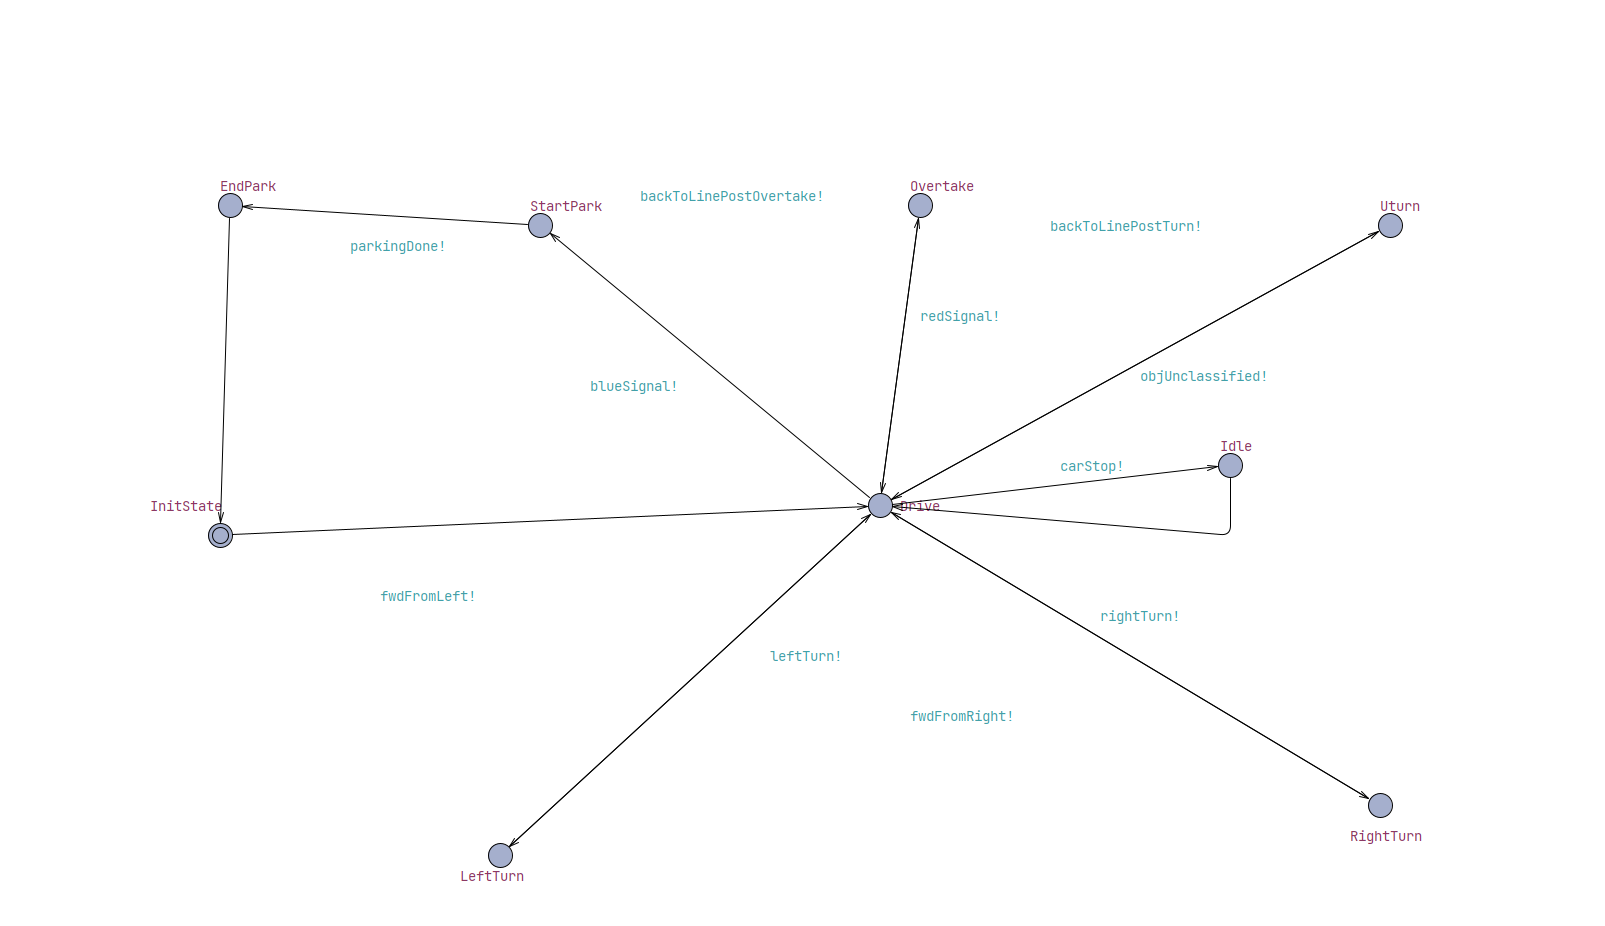 EndPark
Overtake
backToLinePostOvertake!
StartPark
Uturn
backToLinePostTurn!
parkingDone!
redSignal!
objUnclassified!
blueSignal!
Idle
carStop!
InitState
Drive
fwdFromLeft!
rightTurn!
leftTurn!
fwdFromRight!
RightTurn
LeftTurn